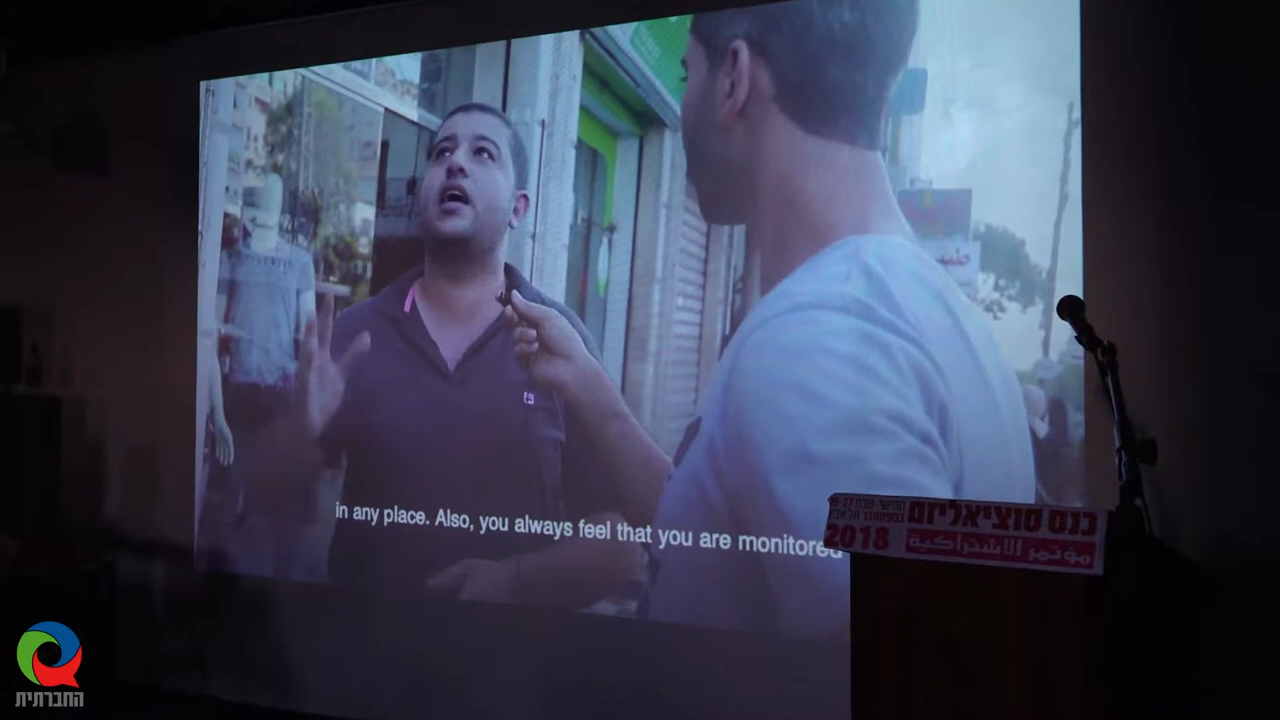 in any place. Also, you always feel that you are monitored
כנס סוציאליזם
2018
مؤتمر الاشتراكية
החברתית